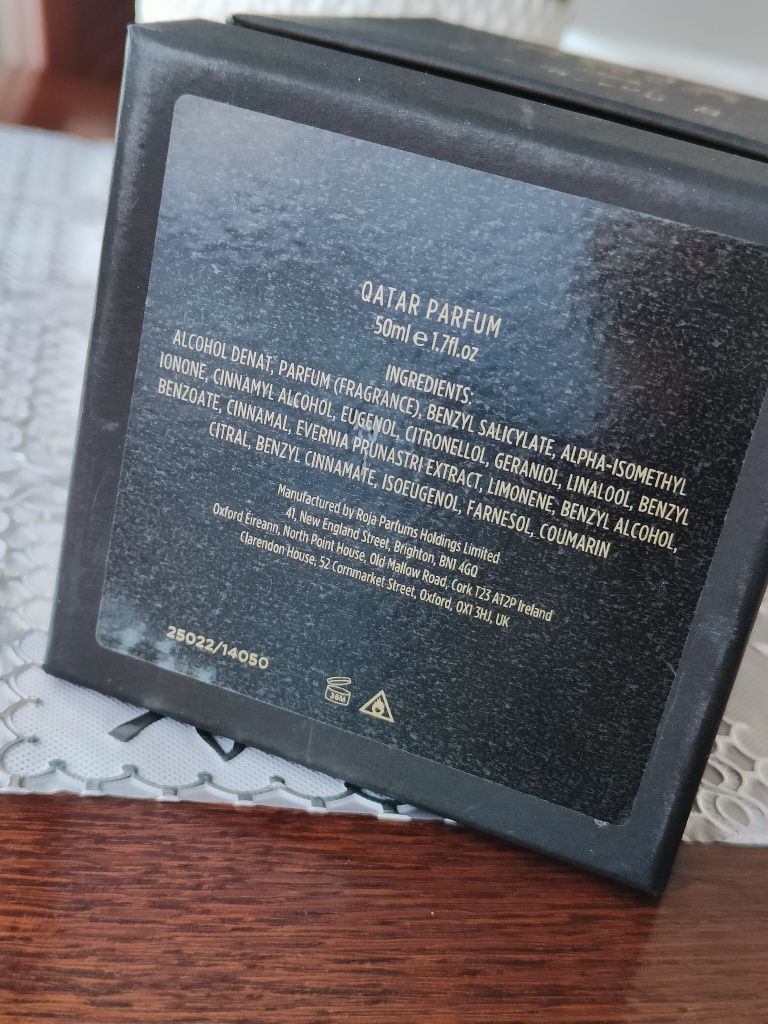 QATAR PARFUM
50ml e 1.7fl.oz
INGREDIENTS:
ALCOHOL DENAT, PARFUM (FRAGRANCE), BENZYL SALICYLATE, ALPHA-ISOMETHYL
IONONE, CINNAMYL ALCOHOL, EUGENOL, CITRONELLOL, GERANIOL, LINALOOL, BENZYL
BENZOATE, CINNAMAL, EVERNIA PRUNASTRI EXTRACT, LIMONENE, BENZYL ALCOHOL,
CITRAL, BENZYL CINNAMATE, ISOEUGENOL, FARNESOL, COUMARIN
Manufactured by Roja Parfums Holdings Limited
41, New England Street, Brighton, BN1 4GQ
Oxford Éireann, North Point House, Old Mallow Road, Cork T23 AT2P Ireland
Clarendon House, 52 Cornmarket Street, Oxford, OX1 3HJ, UK
25022/14050
36M